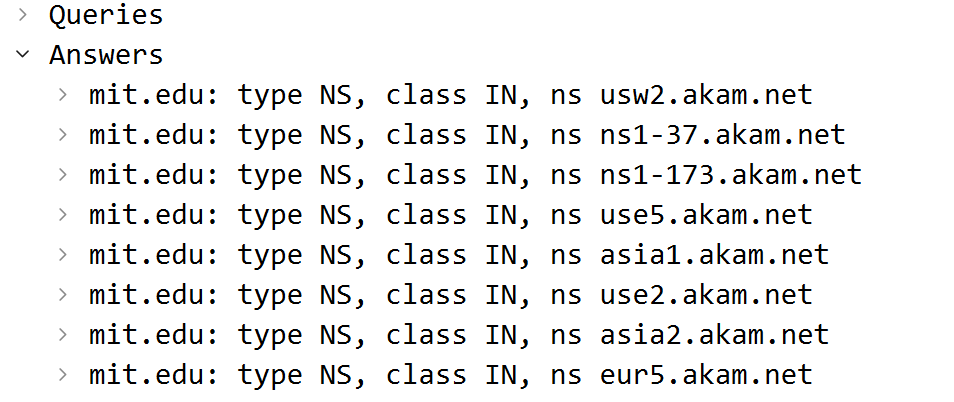 Queries
Answers
mit.edu: type NS, class IN, ns usw2.akam.net
mit.edu: type NS, class IN, ns ns1-37.akam.net
mit.edu: type NS, class IN, ns ns1-173.akam.net
mit.edu: type NS, class IN, ns use5.akam.net
mit.edu: type NS, class IN, ns asia1.akam.net
mit.edu: type NS, class IN, ns use2.akam.net
mit.edu: type NS, class IN, ns asia2.akam.net
mit.edu: type NS, class IN, ns eur5.akam.net